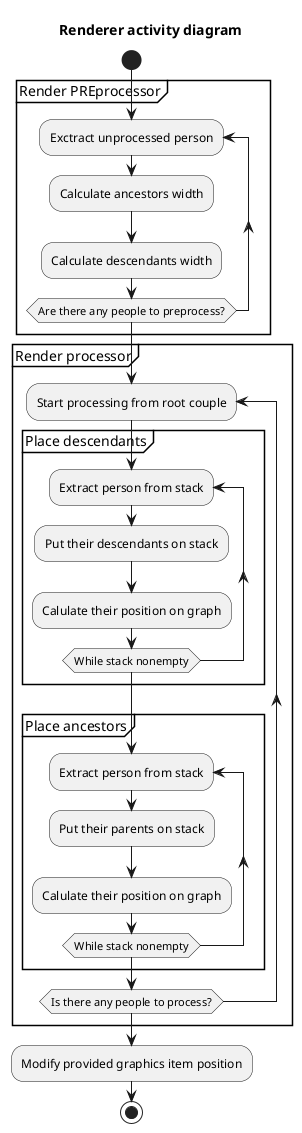 Renderer activity diagram
Render PREprocessor
Exctract unprocessed person
Calculate ancestors width
Calculate descendants width
Are there any people to preprocess?
Render processor
Start processing from root couple
Place descendants
Extract person from stack
Put their descendants on stack
Calulate their position on graph
While stack nonempty
Place ancestors
Extract person from stack
Put their parents on stack
Calulate their position on graph
While stack nonempty
Is there any people to process?
Modify provided graphics item position